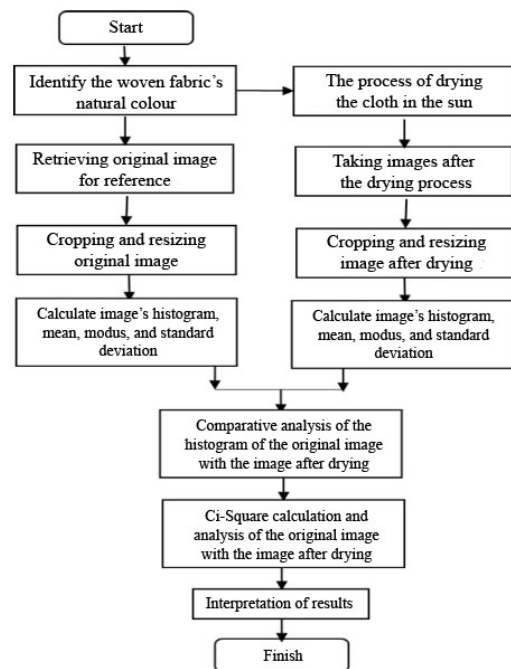 Start
Identify the woven fabric's
natural colour
The process of drying
the cloth in the sun
Retrieving original image
for reference
Taking images after
the drying process
Cropping and resizing
original image
Cropping and resizing
image after drying
Calculate image's histogram,
mean, modus, and standard
deviation
Calculate image's histogram,
mean, modus, and standard
deviation
Comparative analysis of the
histogram of the original image
with the image after drying
Ci-Square calculation and
analysis of the original image
with the image after drying
Interpretation of results
Finish